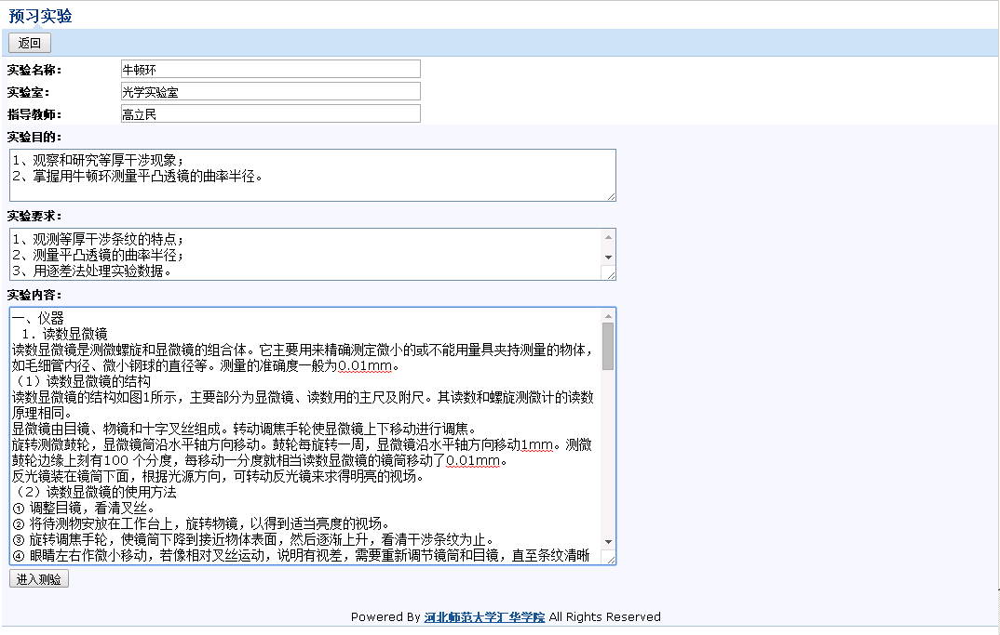 预习实验
返回
实验名称： 牛顿环
实验室： 光学实验室
指导教师： 高立民
实验目的：
1、观察和研究等厚干涉现象；
2、掌握用牛顿环测量平凸透镜的曲率半径。
实验要求：
1、观测等厚干涉条纹的特点；
2、测量平凸透镜的曲率半径；
3、用逐差法处理实验数据。
实验内容：
一、仪器
1. 读数显微镜
读数显微镜是测微螺旋和显微镜的组合体。它主要用来精确测定微小的或不能用量具夹持测量的物体，
如毛细管内径、微小钢球的直径等。测量的准确度一般为0.01mm。
（1）读数显微镜的结构
读数显微镜的结构如图1所示，主要部分为显微镜、读数用的主尺及附尺。其读数和螺旋测微计的读数
原理相同。
显微镜由目镜、物镜和十字叉丝组成。转动调焦手轮使显微镜上下移动进行调焦。
旋转测微鼓轮，显微镜筒沿水平轴方向移动。鼓轮每旋转一周，显微镜沿水平轴方向移动1mm。测微
鼓轮边缘上刻有100 个分度，每移动一分度就相当读数显微镜的镜筒移动了0.01mm。
反光镜装在镜筒下面，根据光源方向，可转动反光镜来求得明亮的视场。
（2）读数显微镜的使用方法
① 调整目镜，看清叉丝。
② 将待测物安放在工作台上，旋转物镜，以得到适当亮度的视场。
③ 旋转调焦手轮，使镜筒下降到接近物体表面，然后逐渐上升，看清干涉条纹为止。
④ 眼睛左右作微小移动，若像相对叉丝运动，说明有视差，需要重新调节镜筒和目镜，直至条纹清晰
进入测验
Powered By 河北师范大学汇华学院 All Rights Reserved